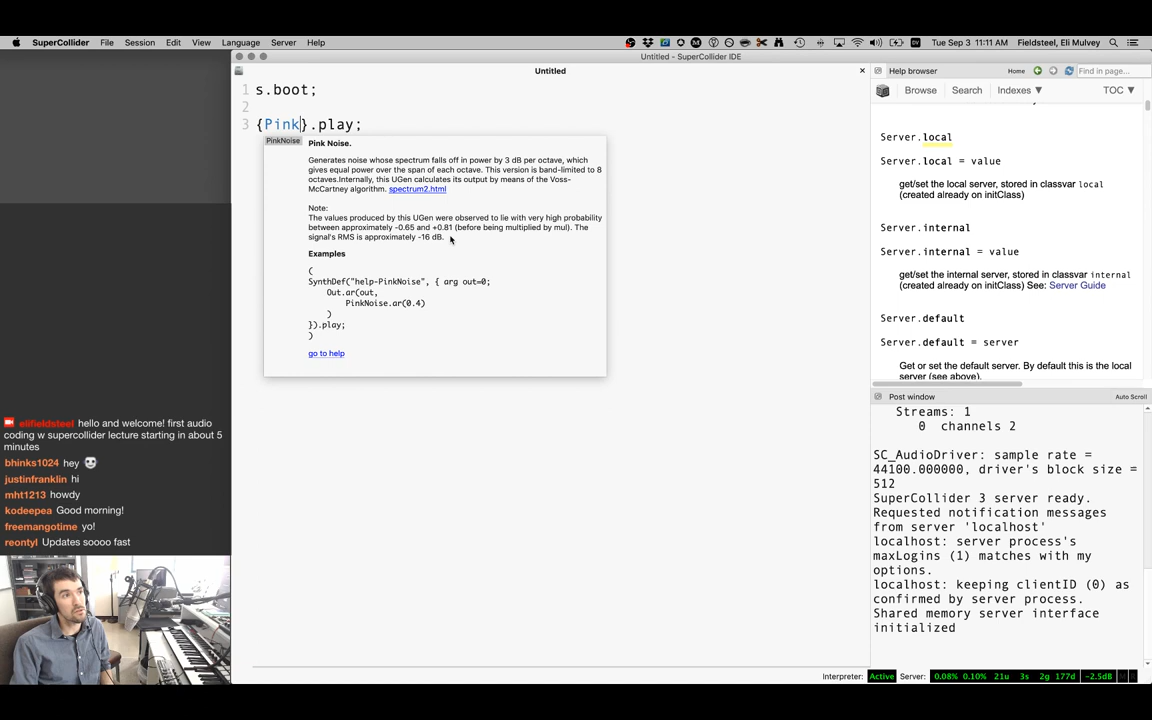 SuperCollider File Session Edit View Language Server Help
Tue Sep 3 11:11 AM Fieldsteel, Eli Mulvey
Untitled - SuperCollider IDE
Untitled
1 s.boot;
2
3 {Pink}.play;
PinkNoise
Pink Noise.
Generates noise whose spectrum falls off in power by 3 dB per octave, which
gives equal power over the span of each octave. This version is band-limited to 8
octaves.Internally, this UGen calculates its output by means of the Voss-
McCartney algorithm. spectrum2.html
Note:
The values produced by this UGen were observed to lie with very high probability
between approximately -0.65 and +0.81 (before being multiplied by mul). The
signal's RMS is approximately -16 dB.
Examples
(
SynthDef("help-PinkNoise", { arg out=0;
Out.ar(out,
PinkNoise.ar(0.4)
)
}).play;
)
go to help
Help browser
Home
Find in page...
Browse Search Indexes ▼ TOC ▼
Server.local
Server.local = value
get/set the local server, stored in classvar local
(created already on initClass)
Server.internal
Server.internal = value
get/set the internal server, stored in classvar internal
(created already on initClass) See: Server Guide
Server.default
Server.default = server
Get or set the default server. By default this is the local
server (see above).
Post window
Auto Scroll
Streams: 1
0 channels 2
SC_AudioDriver: sample rate =
44100.000000, driver's block size =
512
SuperCollider 3 server ready.
Requested notification messages
from server 'localhost'
localhost: server process's
maxLogins (1) matches with my
options.
localhost: keeping clientID (0) as
confirmed by server process.
Shared memory server interface
initialized
elifieldsteel hello and welcome! first audio
coding w supercollider lecture starting in about 5
minutes
bhinks1024 hey
justinfranklin hi
mht1213 howdy
kodeepea Good morning!
freemangotime yo!
reontyl Updates soooo fast
Interpreter: Active Server: 0.08% 0.10% 21u 3s 2g 177d -2.5dB M R